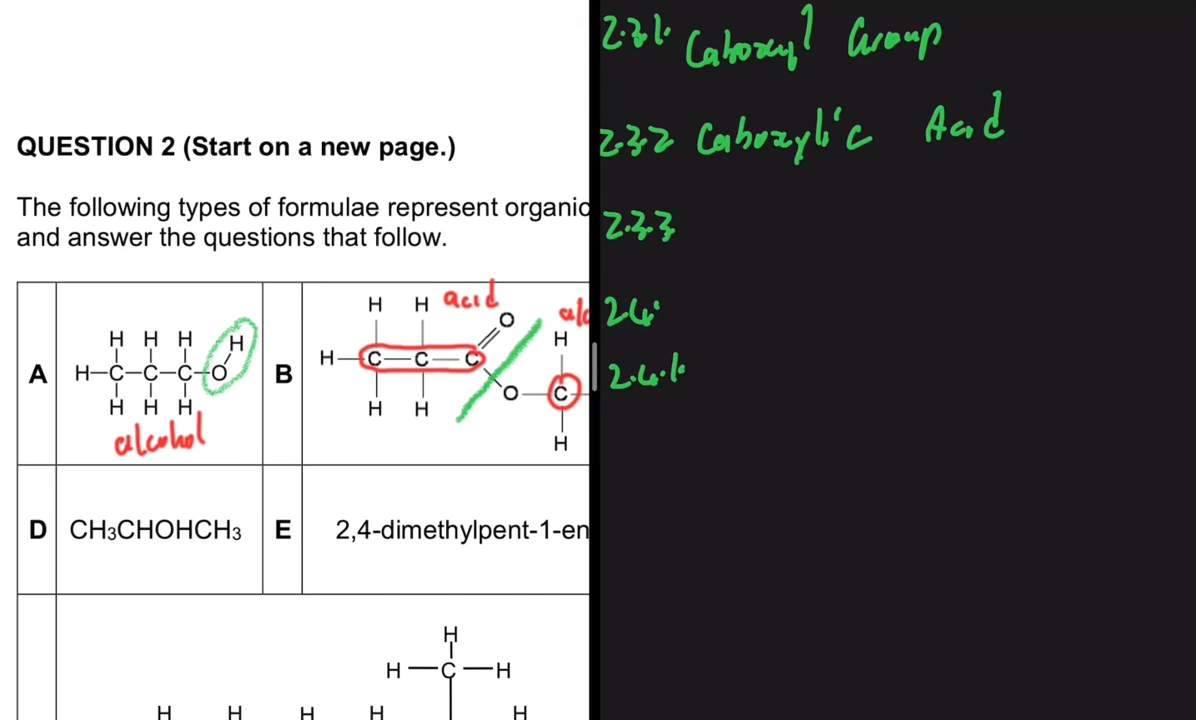 QUESTION 2 (Start on a new page.)
The following types of formulae represent organic
and answer the questions that follow.
H H acid O alc
H H H H H
A H-C-C-C-O B H-C-C-C O-C
H H H H H H
alcohol
D CH3CHOHCH3 E 2,4-dimethylpent-1-en
H
H-C-H
H H H H H
2.3.1. Caboxyl Group
2.3.2 Caboxylic Acid
2.3.3
2.4.
2.4.1.